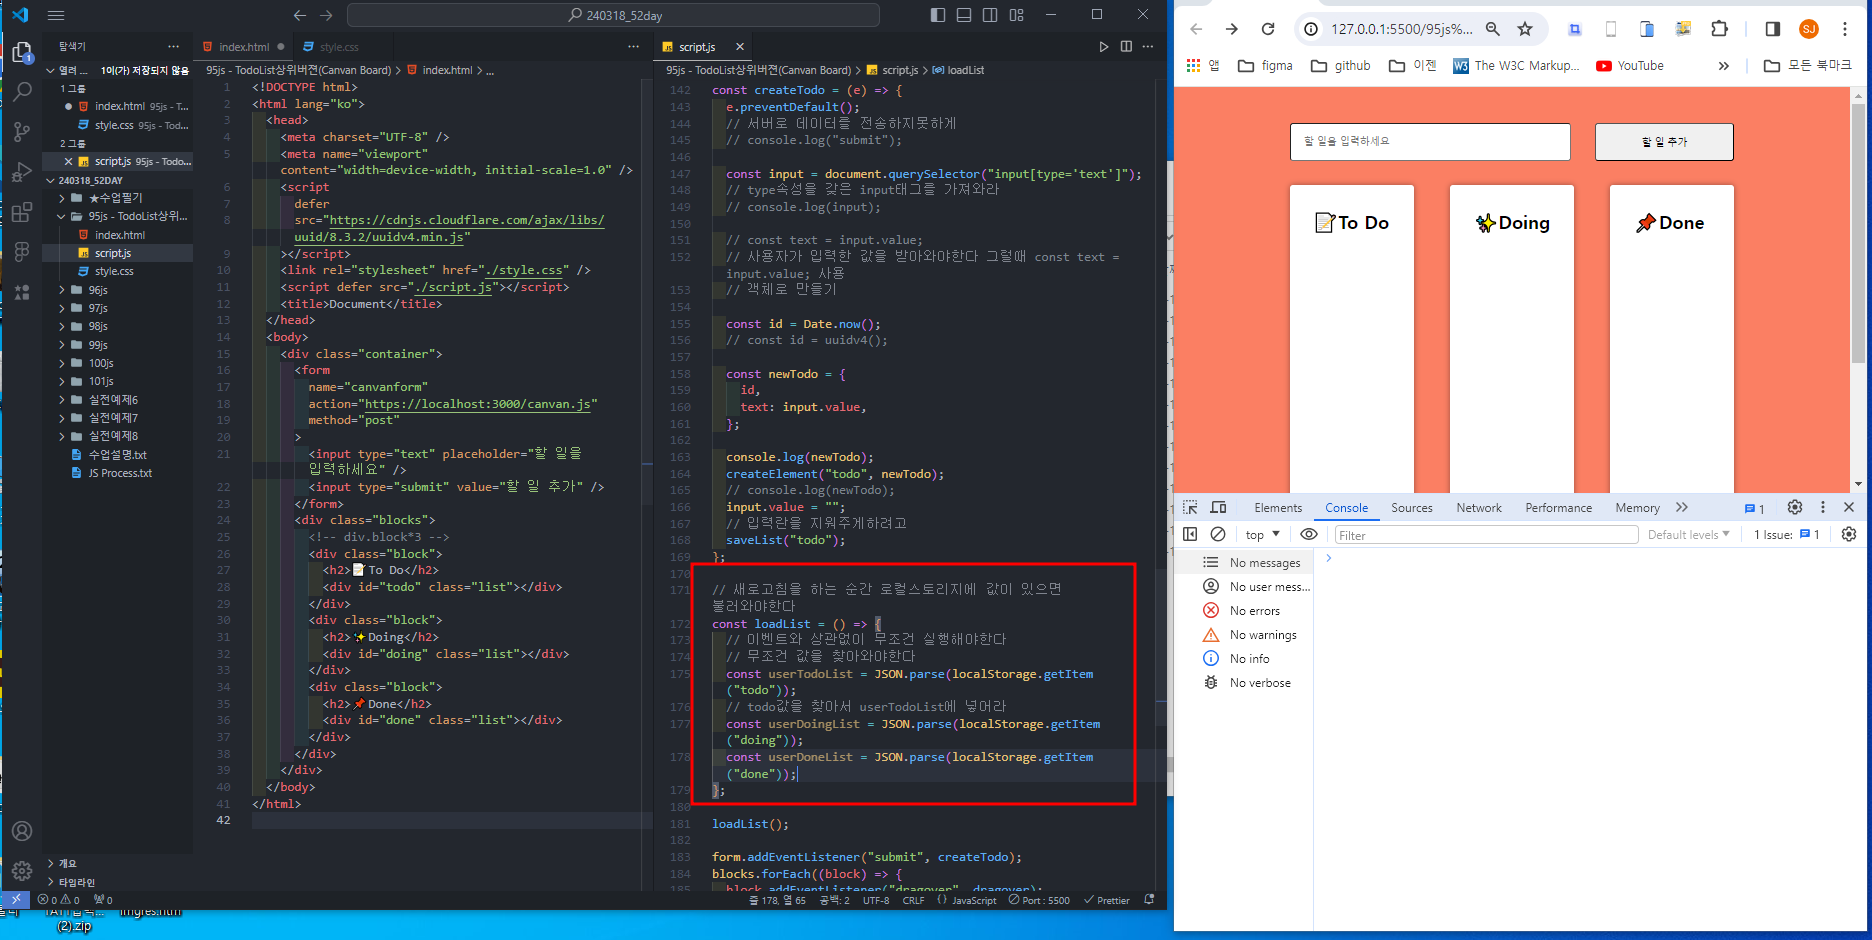 240318_52day
탐색기
index.html
style.css
script.js
95js - TodoList상위버젼(Canvan Board) > index.html > ...
95js - TodoList상위버젼(Canvan Board) > script.js > loadList
열려 ... 1이(가) 저장되지 않음
1 그룹
index.html 95js - T...
style.css 95js - Tod...
2 그룹
script.js 95js - Todo...
240318_52DAY
★수업필기
95js - TodoList상위...
index.html
script.js
style.css
96js
97js
98js
99js
100js
101js
실전예제6
실전예제7
실전예제8
수업설명.txt
JS Process.txt
개요
타임라인
1 <!DOCTYPE html>
2 <html lang="ko">
3 <head>
4 <meta charset="UTF-8" />
5 <meta name="viewport"
content="width=device-width, initial-scale=1.0" />
6 <script
7 defer
8 src="https://cdnjs.cloudflare.com/ajax/libs/
uuid/8.3.2/uuidv4.min.js"
9 ></script>
10 <link rel="stylesheet" href="./style.css" />
11 <script defer src="./script.js"></script>
12 <title>Document</title>
13 </head>
14 <body>
15 <div class="container">
16 <form
17 name="canvanform"
18 action="https://localhost:3000/canvan.js"
19 method="post"
20 >
21 <input type="text" placeholder="할 일을
입력하세요" />
22 <input type="submit" value="할 일 추가" />
23 </form>
24 <div class="blocks">
25 <!-- div.block*3 -->
26 <div class="block">
27 <h2>📝To Do</h2>
28 <div id="todo" class="list"></div>
29 </div>
30 <div class="block">
31 <h2>✨Doing</h2>
32 <div id="doing" class="list"></div>
33 </div>
34 <div class="block">
35 <h2>📌Done</h2>
36 <div id="done" class="list"></div>
37 </div>
38 </div>
39 </div>
40 </body>
41 </html>
42
142 const createTodo = (e) => {
143 e.preventDefault();
144 // 서버로 데이터를 전송하지못하게
145 // console.log("submit");
146
147 const input = document.querySelector("input[type='text']");
148 // type속성을 갖은 input태그를 가져와라
149 // console.log(input);
150
151 // const text = input.value;
152 // 사용자가 입력한 값을 받아와야한다 그럴때 const text =
input.value; 사용
153 // 객체로 만들기
154
155 const id = Date.now();
156 // const id = uuidv4();
157
158 const newTodo = {
159 id,
160 text: input.value,
161 };
162
163 console.log(newTodo);
164 createElement("todo", newTodo);
165 // console.log(newTodo);
166 input.value = "";
167 // 입력란을 지워주게하려고
168 saveList("todo");
169 };
170
171 // 새로고침을 하는 순간 로컬스토리지에 값이 있으면
불러와야한다
172 const loadList = () => {
173 // 이벤트와 상관없이 무조건 실행해야한다
174 // 무조건 값을 찾아와야한다
175 const userTodoList = JSON.parse(localStorage.getItem
("todo"));
176 // todo값을 찾아서 userTodoList에 넣어라
177 const userDoingList = JSON.parse(localStorage.getItem
("doing"));
178 const userDoneList = JSON.parse(localStorage.getItem
("done"));
179 };
180
181 loadList();
182
183 form.addEventListener("submit", createTodo);
184 blocks.forEach((block) => {
185 block.addEventListener("dragover", dragover);
0 0 0 줄 178, 열 65 공백: 2 UTF-8 CRLF {} JavaScript Port : 5500 Prettier
(2).zip
127.0.0.1:5500/95js%...
SJ
앱 figma github 이젠 The W3C Markup... YouTube 모든 북마크
할 일을 입력하세요
할 일 추가
📝To Do
✨Doing
📌Done
Elements Console Sources Network Performance Memory 1
top Filter Default levels 1 Issue: 1
No messages
No user mess...
No errors
No warnings
No info
No verbose